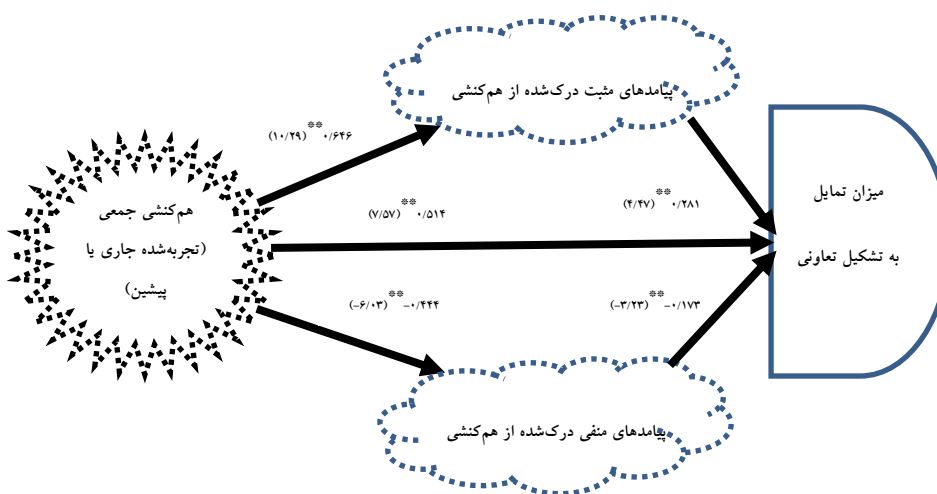 پیامدهای مثبت درک‌شده از هم‌کنشی
۰/۶۴۶** (۱۰/۲۹)
هم‌کنشی جمعی
(تجربه‌شده جاری یا
پیشین)
۰/۵۱۴** (۷/۵۷)
۰/۲۸۱** (۴/۴۷)
میزان تمایل
به تشکیل تعاونی
-۰/۴۴۴** (-۶/۰۳)
-۰/۱۷۳** (-۳/۲۳)
پیامدهای منفی درک‌شده از هم‌کنشی